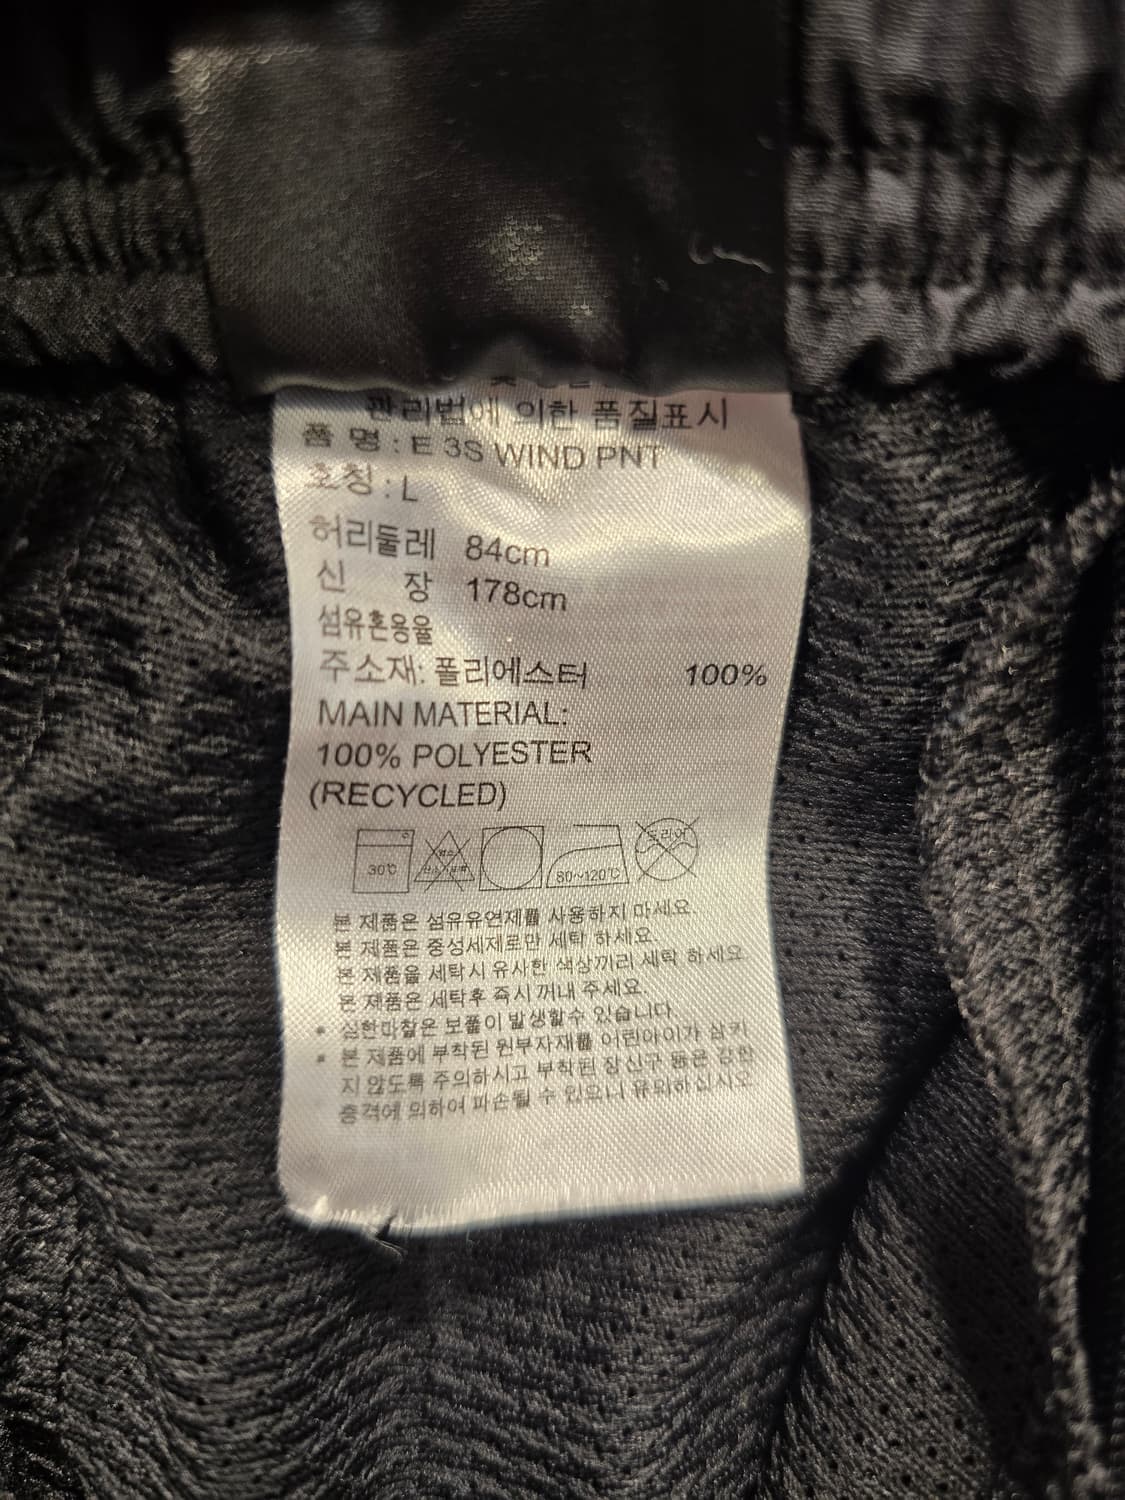 관리법에 의한 품질표시
품 명 : E 3S WIND PNT
호칭 : L
허리둘레 84cm
신 장 178cm
섬유혼용율
주소재: 폴리에스터 100%
MAIN MATERIAL:
100% POLYESTER
(RECYCLED)
30℃ 80~120℃ 드라이
본 제품은 섬유유연제를 사용하지 마세요.
본 제품은 중성세제로만 세탁 하세요.
본 제품을 세탁시 유사한 색상끼리 세탁 하세요.
본 제품은 세탁후 즉시 꺼내 주세요.
* 심한마찰은 보풀이 발생할수 있습니다
* 본 제품에 부착된 원부자재를 어린아이가 삼키
지 않도록 주의하시고 부착된 장신구 등은 강한
충격에 의하여 파손될 수 있으니 유의하십시오